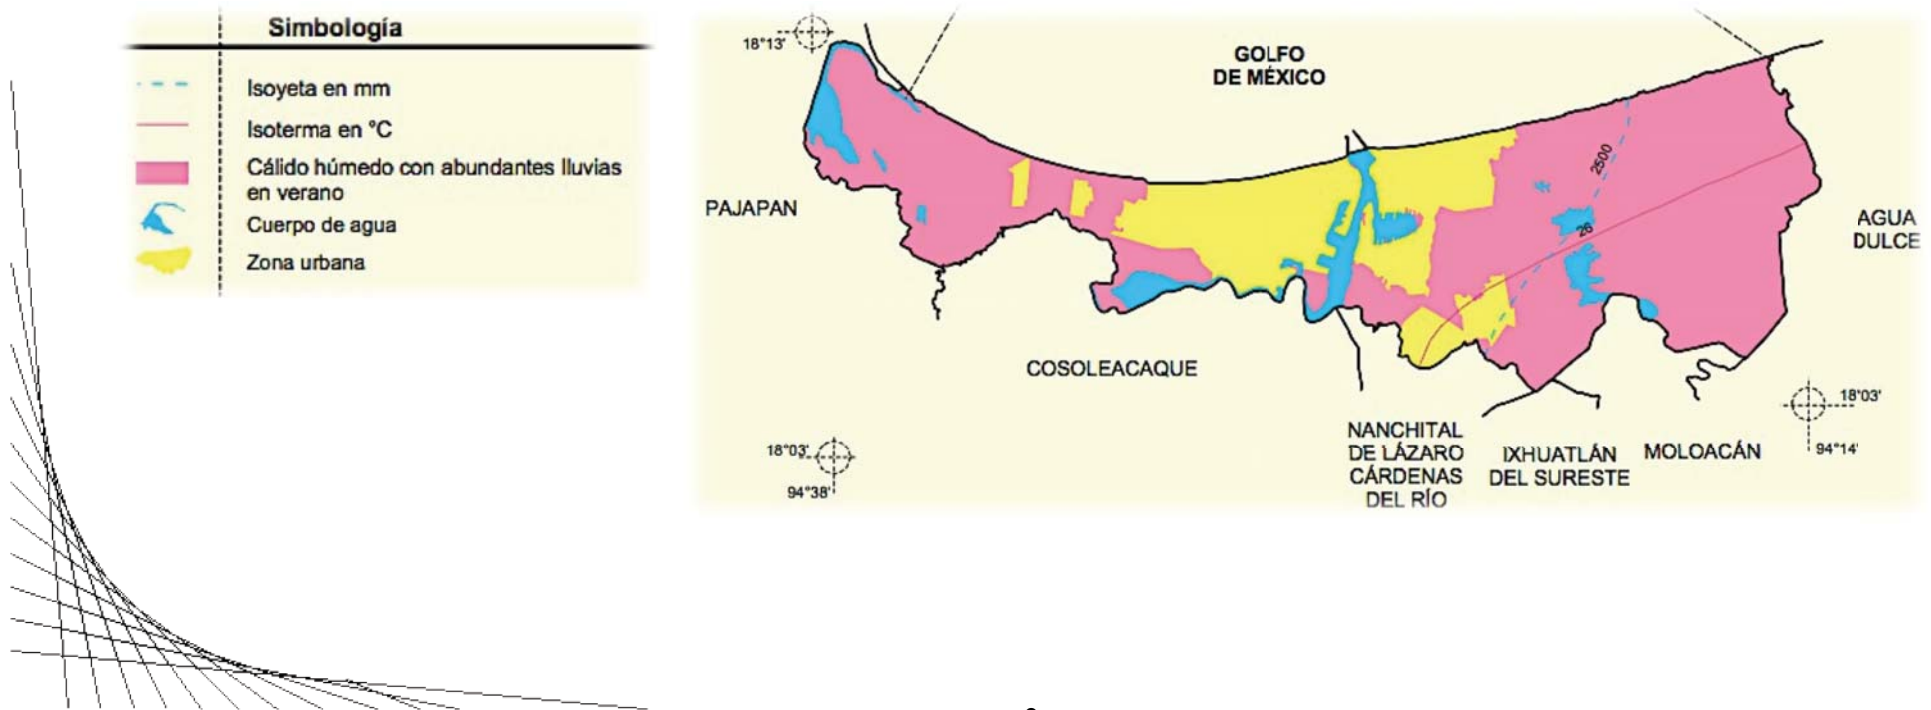 Simbología
Isoyeta en mm
Isoterma en °C
Cálido húmedo con abundantes lluvias
en verano
Cuerpo de agua
Zona urbana
18°13'
GOLFO
DE MÉXICO
2500
PAJAPAN
AGUA
DULCE
26
COSOLEACAQUE
18°03'
94°14'
18°03'
94°38'
NANCHITAL
DE LÁZARO
CÁRDENAS
DEL RÍO
IXHUATLÁN
DEL SURESTE
MOLOACÁN